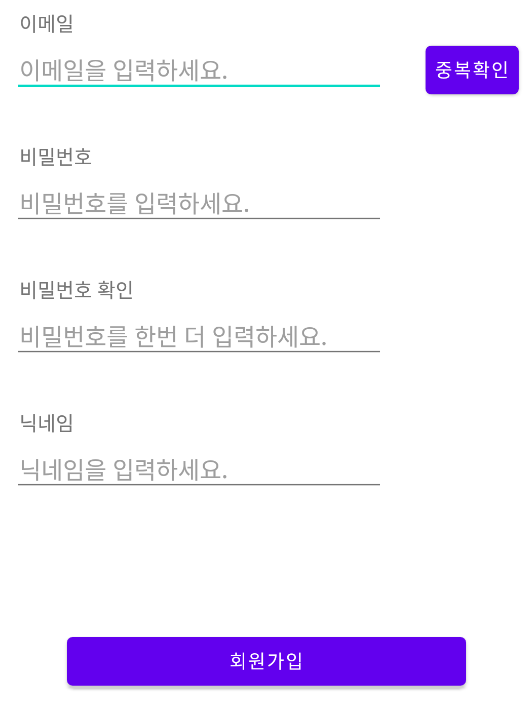 이메일
이메일을 입력하세요.
중복확인
비밀번호
비밀번호를 입력하세요.
비밀번호 확인
비밀번호를 한번 더 입력하세요.
닉네임
닉네임을 입력하세요.
회원가입